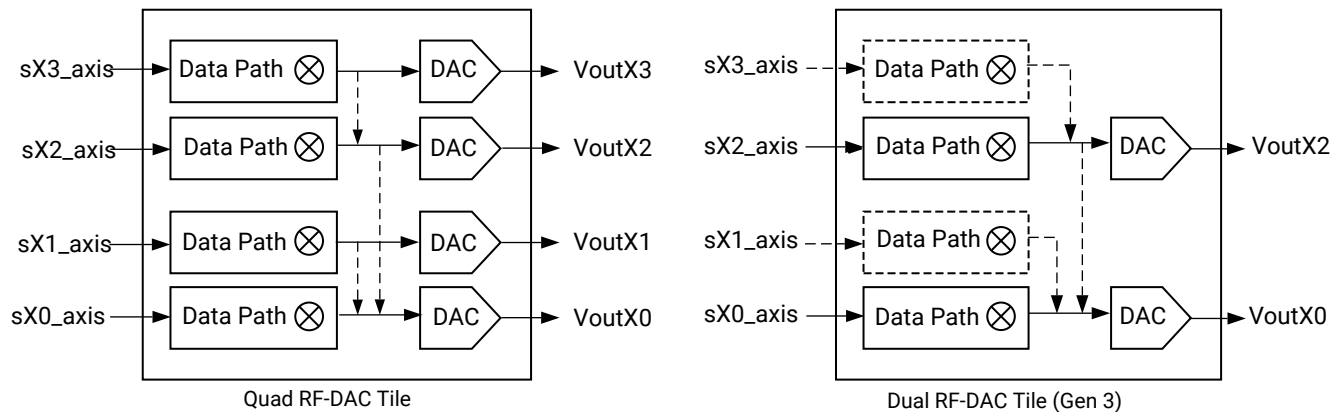 sX3_axis Data Path DAC VoutX3
sX2_axis Data Path DAC VoutX2
sX1_axis Data Path DAC VoutX1
sX0_axis Data Path DAC VoutX0
Quad RF-DAC Tile
sX3_axis Data Path
sX2_axis Data Path DAC VoutX2
sX1_axis Data Path
sX0_axis Data Path DAC VoutX0
Dual RF-DAC Tile (Gen 3)